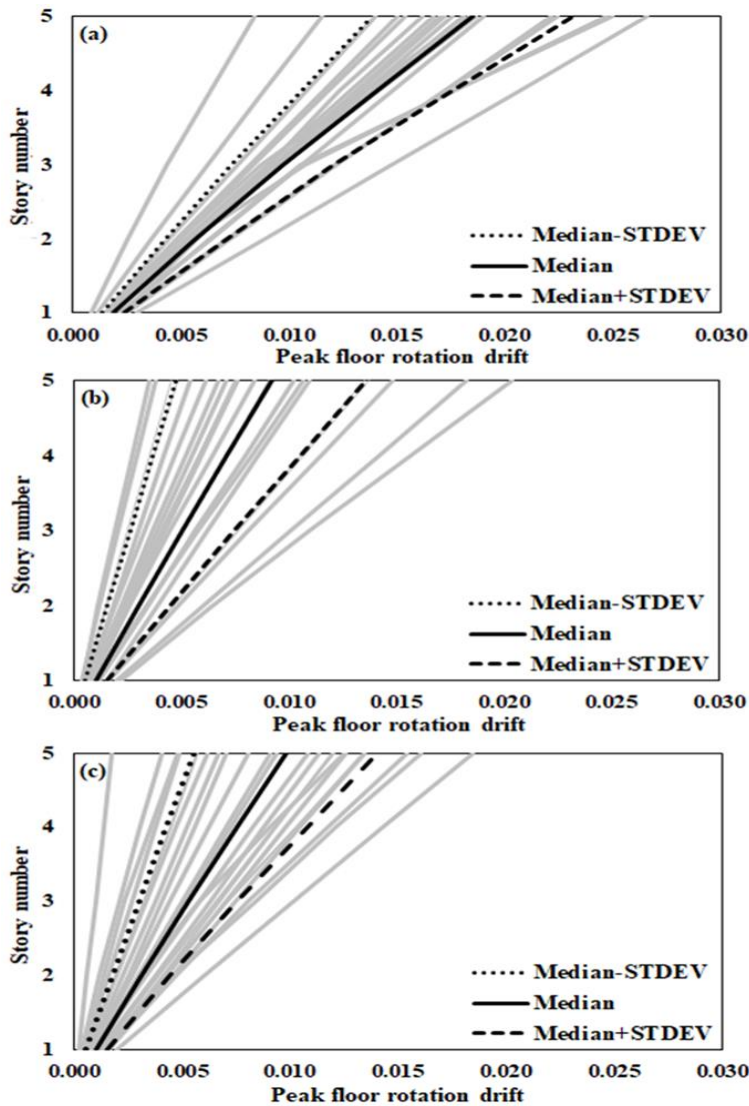 (a)
5
4
3
2
1
Story number
Median-STDEV
Median
Median+STDEV
0.000 0.005 0.010 0.015 0.020 0.025 0.030
Peak floor rotation drift
(b)
5
4
3
2
1
Story number
Median-STDEV
Median
Median+STDEV
0.000 0.005 0.010 0.015 0.020 0.025 0.030
Peak floor rotation drift
(c)
5
4
3
2
1
Story number
Median-STDEV
Median
Median+STDEV
0.000 0.005 0.010 0.015 0.020 0.025 0.030
Peak floor rotation drift